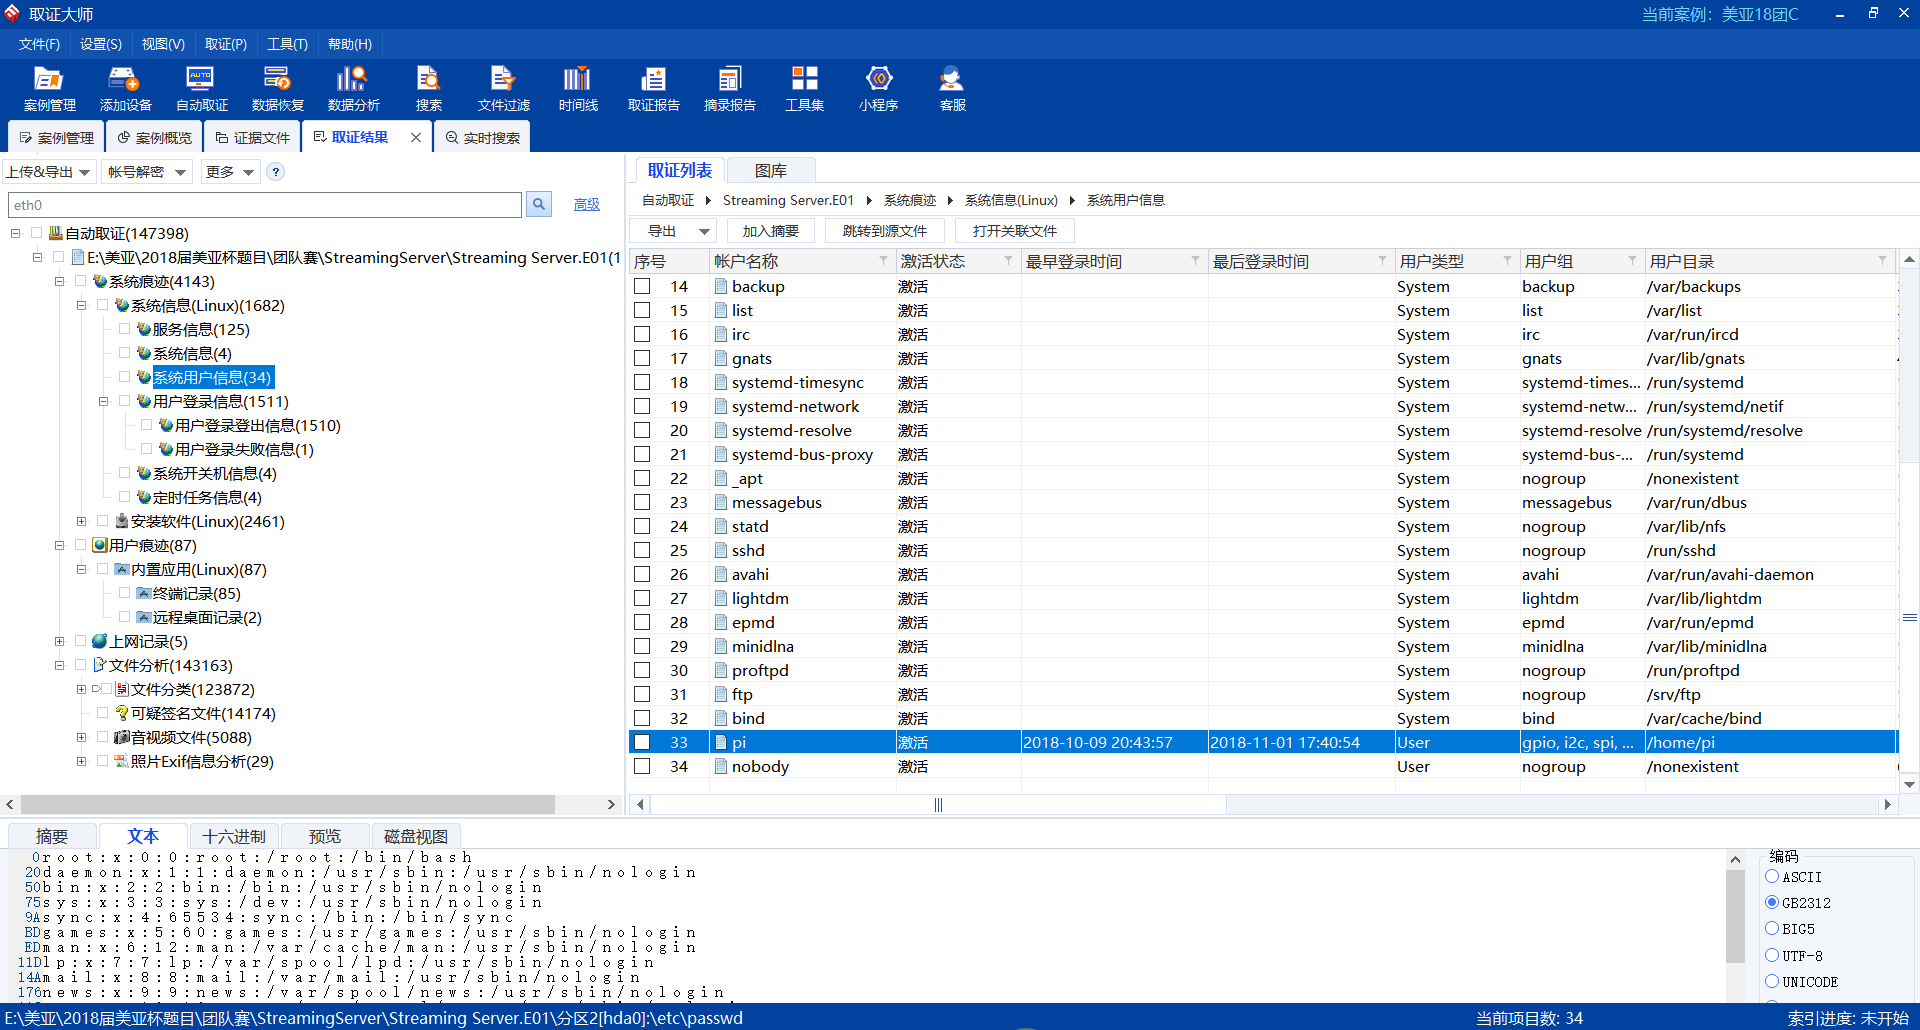 取证大师
当前案例：美亚18团C
文件(F) 设置(S) 视图(V) 取证(P) 工具(T) 帮助(H)
案例管理 添加设备 自动取证 数据恢复 数据分析 搜索 文件过滤 时间线 取证报告 摘录报告 工具集 小程序 客服
案例管理 案例概览 证据文件 取证结果 实时搜索
上传&导出 帐号解密 更多 ?
eth0 高级
自动取证(147398)
E:\美亚\2018届美亚杯题目\团队赛\StreamingServer\Streaming Server.E01(1
系统痕迹(4143)
系统信息(Linux)(1682)
服务信息(125)
系统信息(4)
系统用户信息(34)
用户登录信息(1511)
用户登录登出信息(1510)
用户登录失败信息(1)
系统开关机信息(4)
定时任务信息(4)
安装软件(Linux)(2461)
用户痕迹(87)
内置应用(Linux)(87)
终端记录(85)
远程桌面记录(2)
上网记录(5)
文件分析(143163)
文件分类(123872)
可疑签名文件(14174)
音视频文件(5088)
照片Exif信息分析(29)
取证列表 图库
自动取证 Streaming Server.E01 系统痕迹 系统信息(Linux) 系统用户信息
导出 加入摘要 跳转到源文件 打开关联文件
序号 帐户名称 激活状态 最早登录时间 最后登录时间 用户类型 用户组 用户目录
14 backup 激活 System backup /var/backups
15 list 激活 System list /var/list
16 irc 激活 System irc /var/run/ircd
17 gnats 激活 System gnats /var/lib/gnats
18 systemd-timesync 激活 System systemd-times... /run/systemd
19 systemd-network 激活 System systemd-netw... /run/systemd/netif
20 systemd-resolve 激活 System systemd-resolve /run/systemd/resolve
21 systemd-bus-proxy 激活 System systemd-bus-... /run/systemd
22 _apt 激活 System nogroup /nonexistent
23 messagebus 激活 System messagebus /var/run/dbus
24 statd 激活 System nogroup /var/lib/nfs
25 sshd 激活 System nogroup /run/sshd
26 avahi 激活 System avahi /var/run/avahi-daemon
27 lightdm 激活 System lightdm /var/lib/lightdm
28 epmd 激活 System epmd /var/run/epmd
29 minidlna 激活 System minidlna /var/lib/minidlna
30 proftpd 激活 System nogroup /run/proftpd
31 ftp 激活 System nogroup /srv/ftp
32 bind 激活 System bind /var/cache/bind
33 pi 激活 2018-10-09 20:43:57 2018-11-01 17:40:54 User gpio, i2c, spi, ... /home/pi
34 nobody 激活 User nogroup /nonexistent
摘要 文本 十六进制 预览 磁盘视图
0root:x:0:0:root:/root:/bin/bash
20daemon:x:1:1:daemon:/usr/sbin:/usr/sbin/nologin
50bin:x:2:2:bin:/bin:/usr/sbin/nologin
75sys:x:3:3:sys:/dev:/usr/sbin/nologin
9Async:x:4:65534:sync:/bin:/bin/sync
BDgames:x:5:60:games:/usr/games:/usr/sbin/nologin
EDman:x:6:12:man:/var/cache/man:/usr/sbin/nologin
11Dlp:x:7:7:lp:/var/spool/lpd:/usr/sbin/nologin
14Amail:x:8:8:mail:/var/mail:/usr/sbin/nologin
176news:x:9:9:news:/var/spool/news:/usr/sbin/nologin
编码
ASCII
GB2312
BIG5
UTF-8
UNICODE
E:\美亚\2018届美亚杯题目\团队赛\StreamingServer\Streaming Server.E01\分区2[hda0]:\etc\passwd 当前项目数: 34 索引进度: 未开始